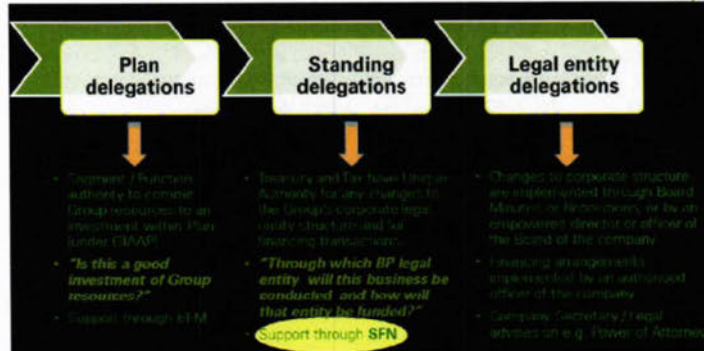 Plan
delegations
Standing
delegations
Legal entity
delegations
• Segment / Function
authority to commit
Group resources to an
investment within Plan
(under GIAAP)
• "Is this a good
investment of Group
resources?"
• Support through EFM
• Treasury and Tax have Unique
Authority for any changes to
the Group's corporate legal
entity structure and for
financing transactions.
• "Through which BP legal
entity will this business be
conducted and how will
that entity be funded?"
• Support through SFN
• Changes to corporate structure
are implemented through Board
Minutes or Resolutions, or by an
empowered director or officer of
the Board of the company.
• Financing arrangements
implemented by an authorised
officer of the company
• Company Secretary / Legal
advises on e.g. Power of Attorney